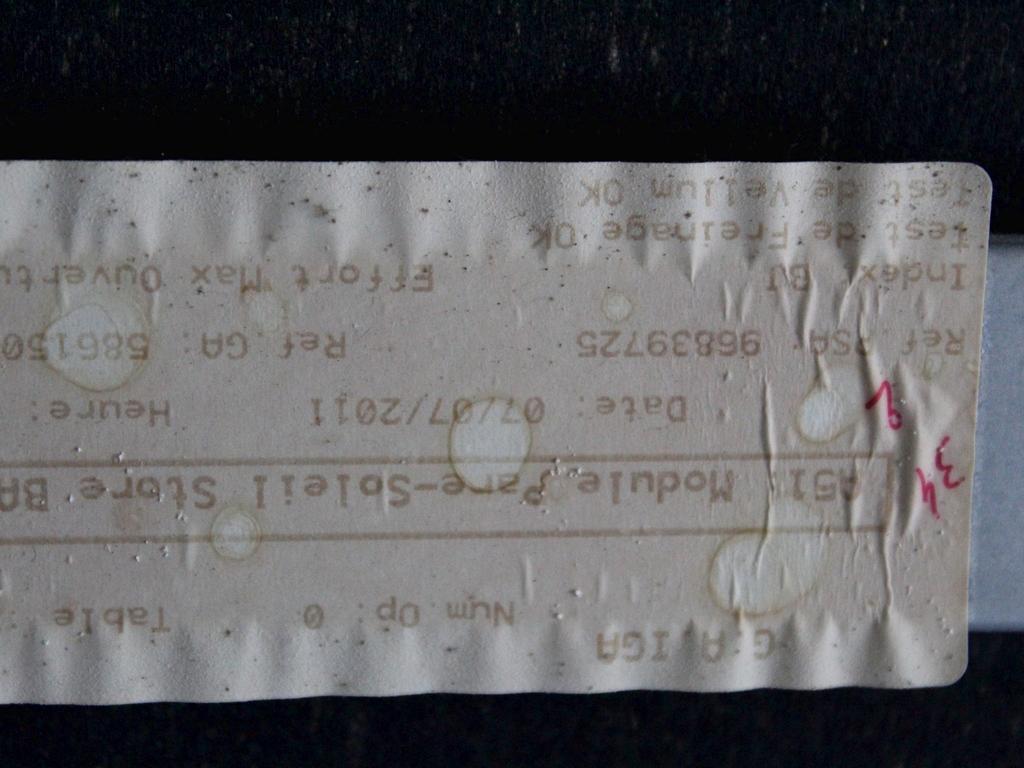 G.A.IGA
Num Op: 0 Table :
A51 Module Pare-Soleil Store BA
Date: 07/07/2011 Heure:
Ref PSA: 96839725 Ref GA: 586150
Index BJ Effort Max Ouvertu
Test de Freinage OK
Test de Velium OK
34